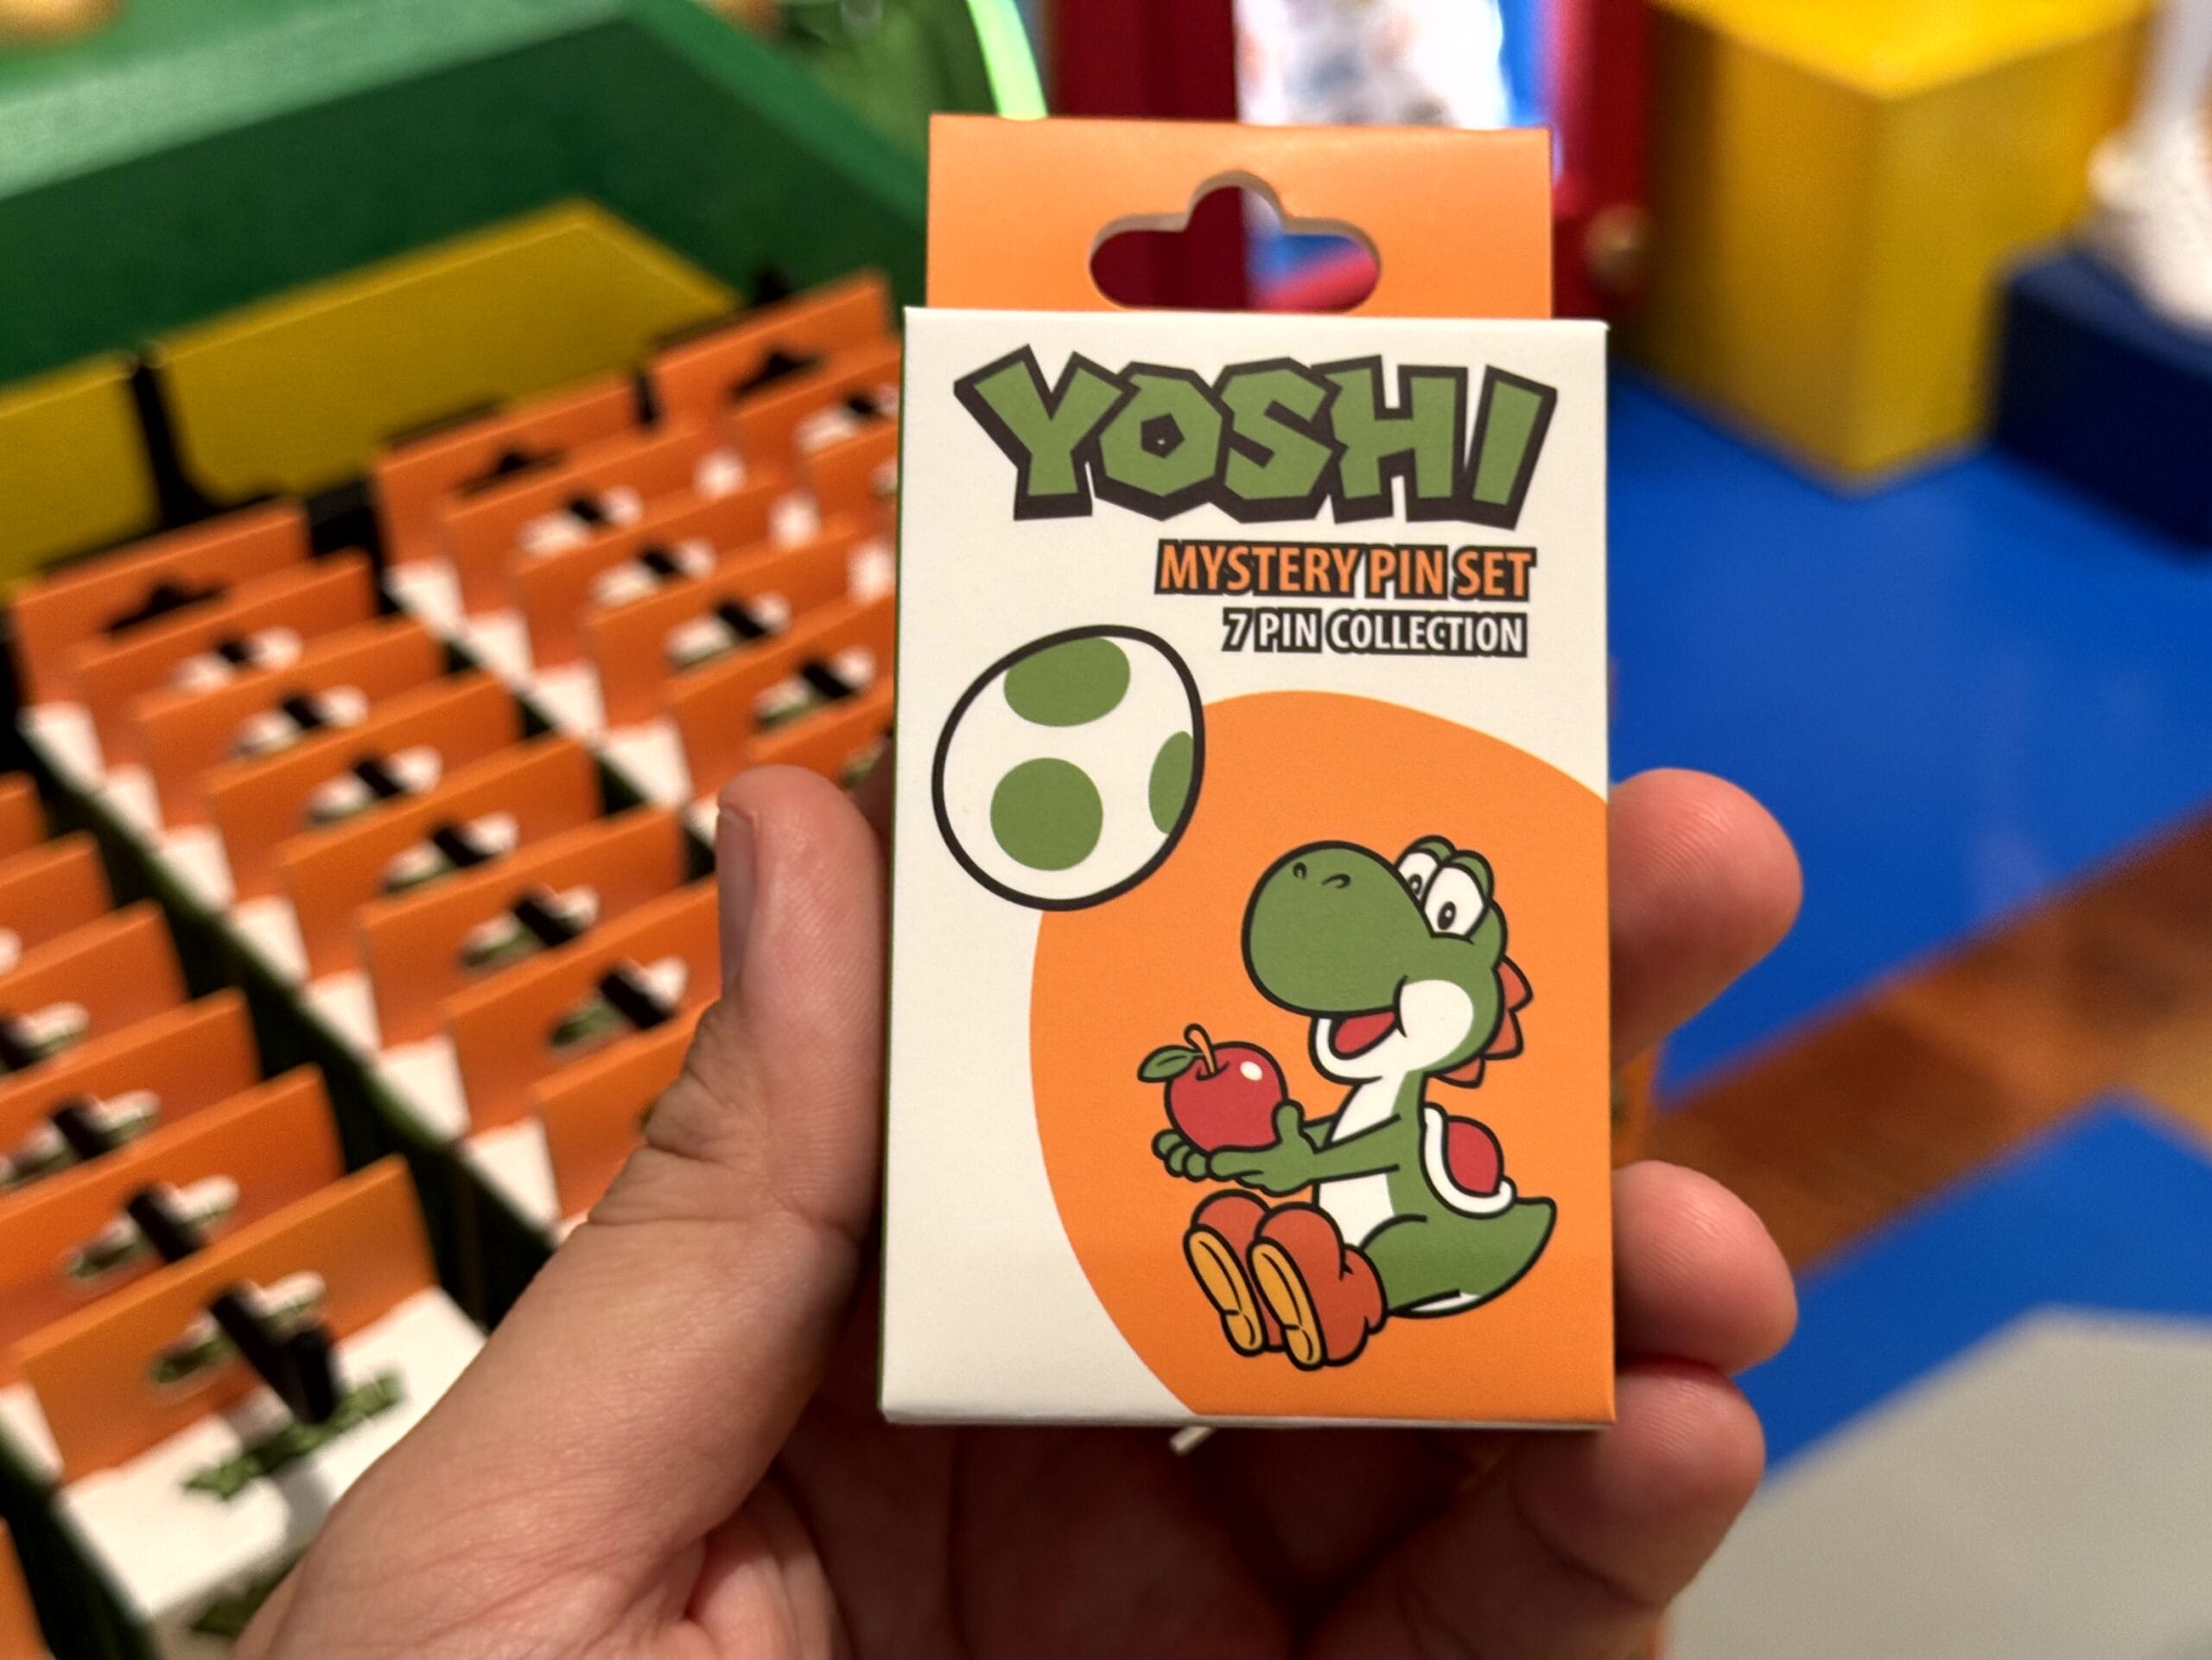 YOSHI
MYSTERY PIN SET
7 PIN COLLECTION